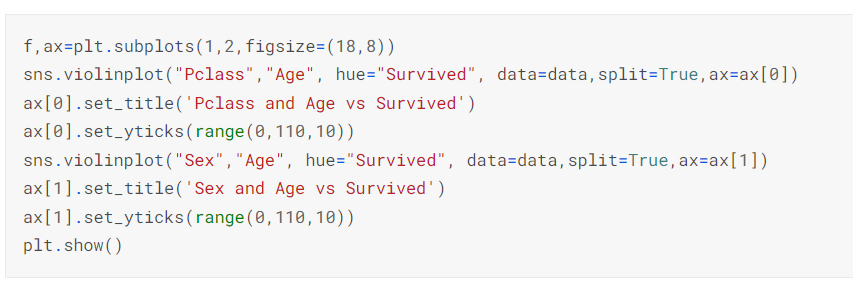 f,ax=plt.subplots(1,2,figsize=(18,8))
sns.violinplot("Pclass","Age", hue="Survived", data=data,split=True,ax=ax[0])
ax[0].set_title('Pclass and Age vs Survived')
ax[0].set_yticks(range(0,110,10))
sns.violinplot("Sex","Age", hue="Survived", data=data,split=True,ax=ax[1])
ax[1].set_title('Sex and Age vs Survived')
ax[1].set_yticks(range(0,110,10))
plt.show()